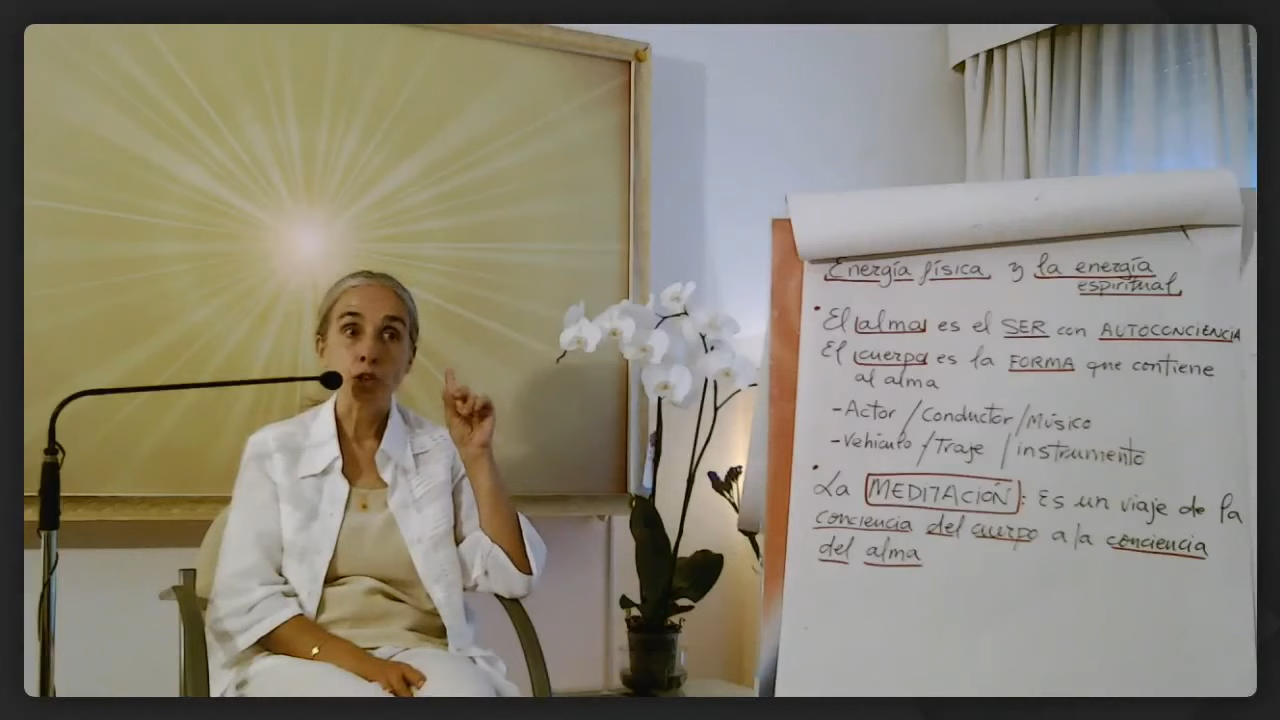 Energía física, y la energía
espiritual,
• El alma es el SER con AUTOCONCIENCIA
El cuerpo es la FORMA que contiene
al alma
-Actor / Conductor / Músico
-Vehículo / Traje / instrumento
• La MEDITACIÓN: Es un viaje de la
conciencia del cuerpo a la conciencia
del alma